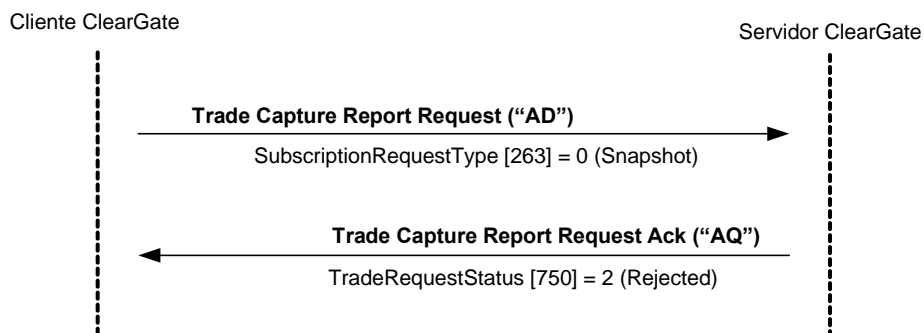 Cliente ClearGate
Servidor ClearGate
Trade Capture Report Request (“AD”)
SubscriptionRequestType [263] = 0 (Snapshot)
Trade Capture Report Request Ack (“AQ”)
TradeRequestStatus [750] = 2 (Rejected)